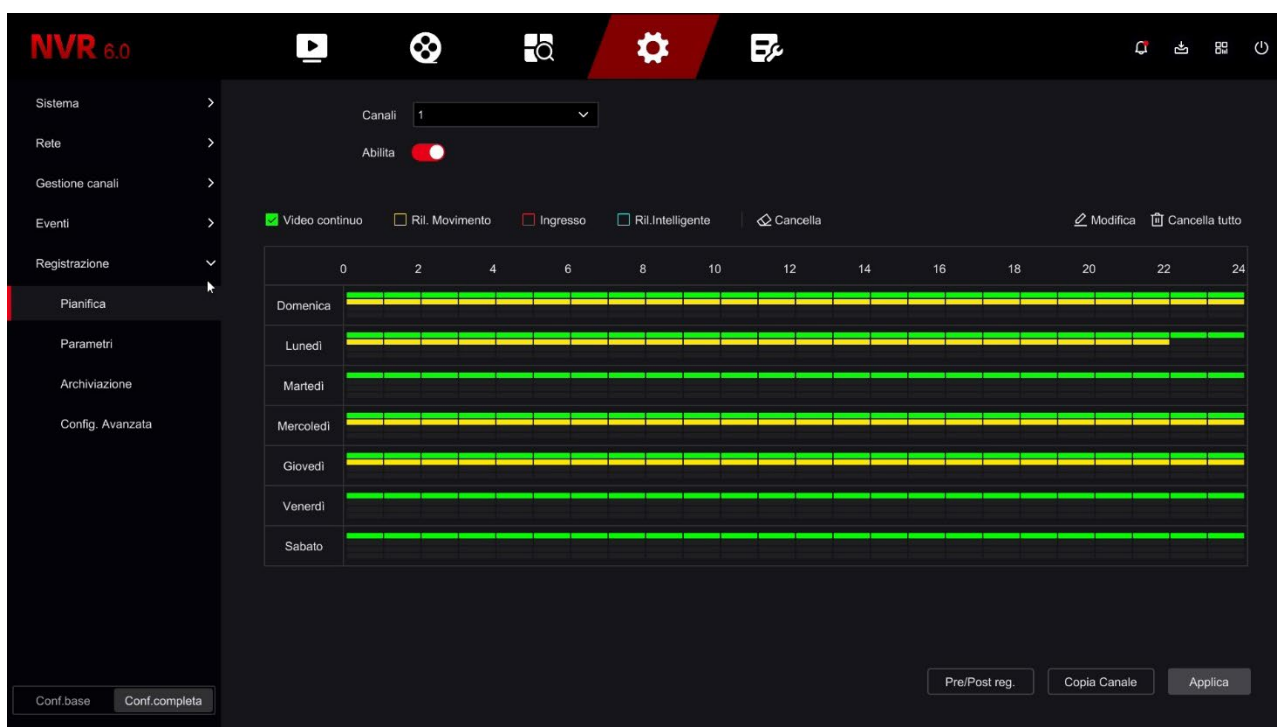 NVR 6.0
Sistema
Rete
Gestione canali
Eventi
Registrazione
Pianifica
Parametri
Archiviazione
Config. Avanzata
Conf.base Conf.completa
Canali 1
Abilita
Video continuo Ril. Movimento Ingresso Ril.Intelligente Cancella Modifica Cancella tutto
0 2 4 6 8 10 12 14 16 18 20 22 24
Domenica
Lunedì
Martedì
Mercoledì
Giovedì
Venerdì
Sabato
Pre/Post reg. Copia Canale Applica